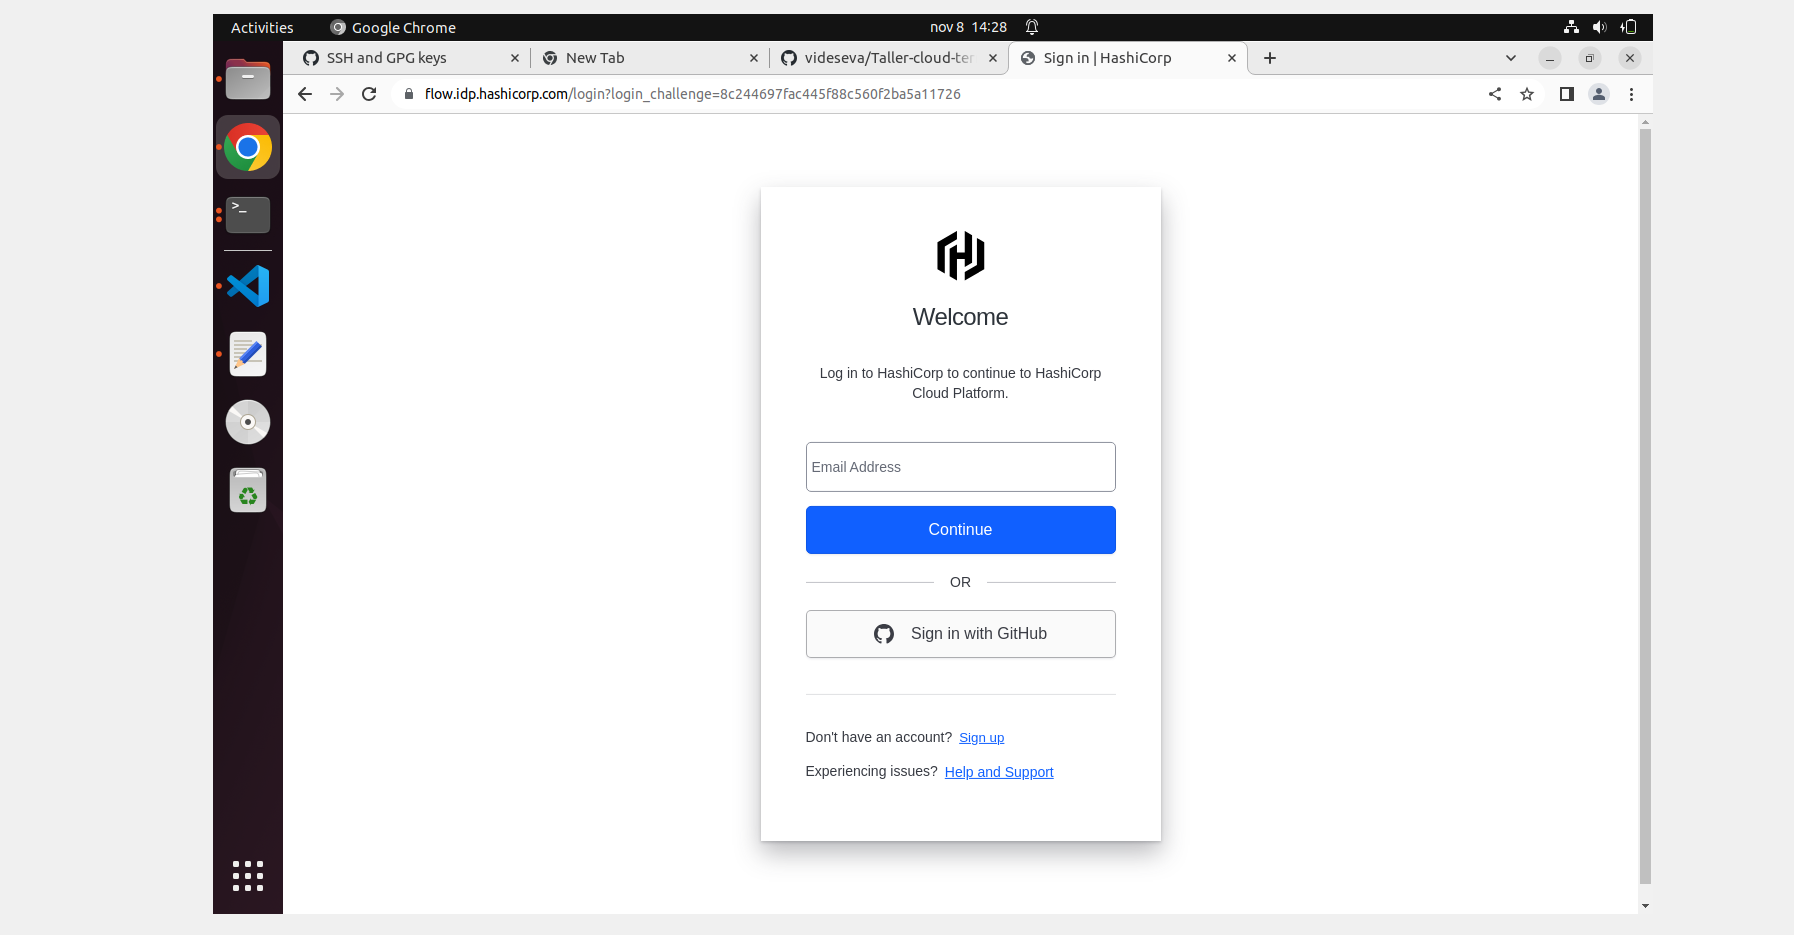 Activities
Google Chrome
nov 8 14:28
SSH and GPG keys
New Tab
videseva/Taller-cloud-ter
Sign in | HashiCorp
flow.idp.hashicorp.com/login?login_challenge=8c244697fac445f88c560f2ba5a11726
>_
Welcome
Log in to HashiCorp to continue to HashiCorp
Cloud Platform.
Email Address
Continue
OR
Sign in with GitHub
Don't have an account? Sign up
Experiencing issues? Help and Support